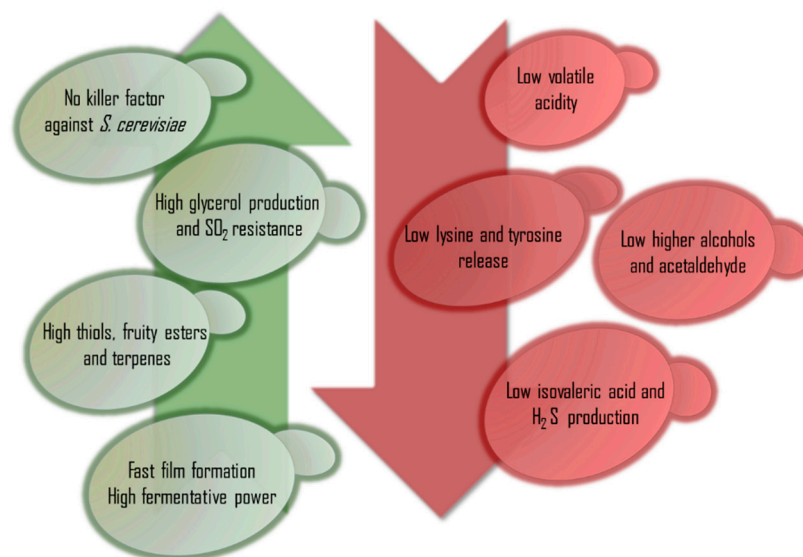 No killer factor
against S. cerevisiae
High glycerol production
and SO₂ resistance
High thiols, fruity esters
and terpenes
Fast film formation
High fermentative power
Low volatile
acidity
Low lysine and tyrosine
release
Low higher alcohols
and acetaldehyde
Low isovaleric acid and
H₂ S production